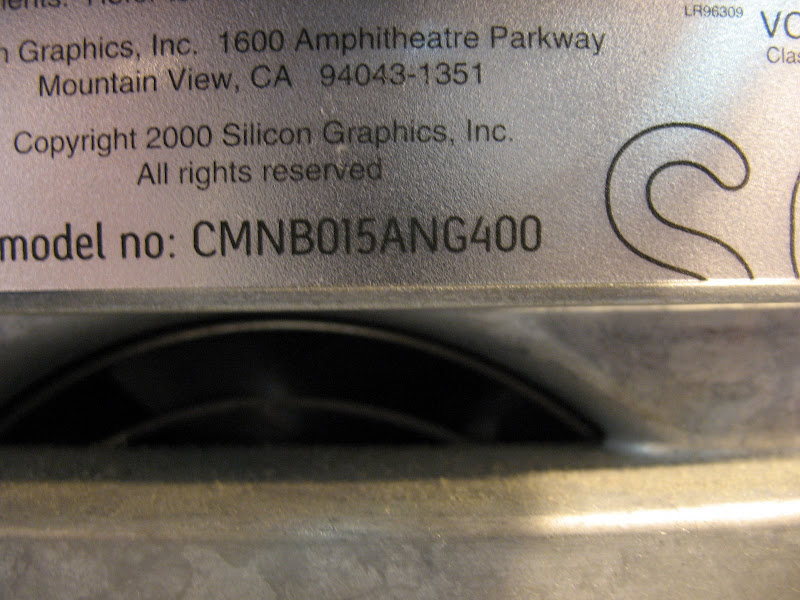 LR96309
Graphics, Inc. 1600 Amphitheatre Parkway
Mountain View, CA 94043-1351
Copyright 2000 Silicon Graphics, Inc.
All rights reserved
model no: CMNB015ANG400